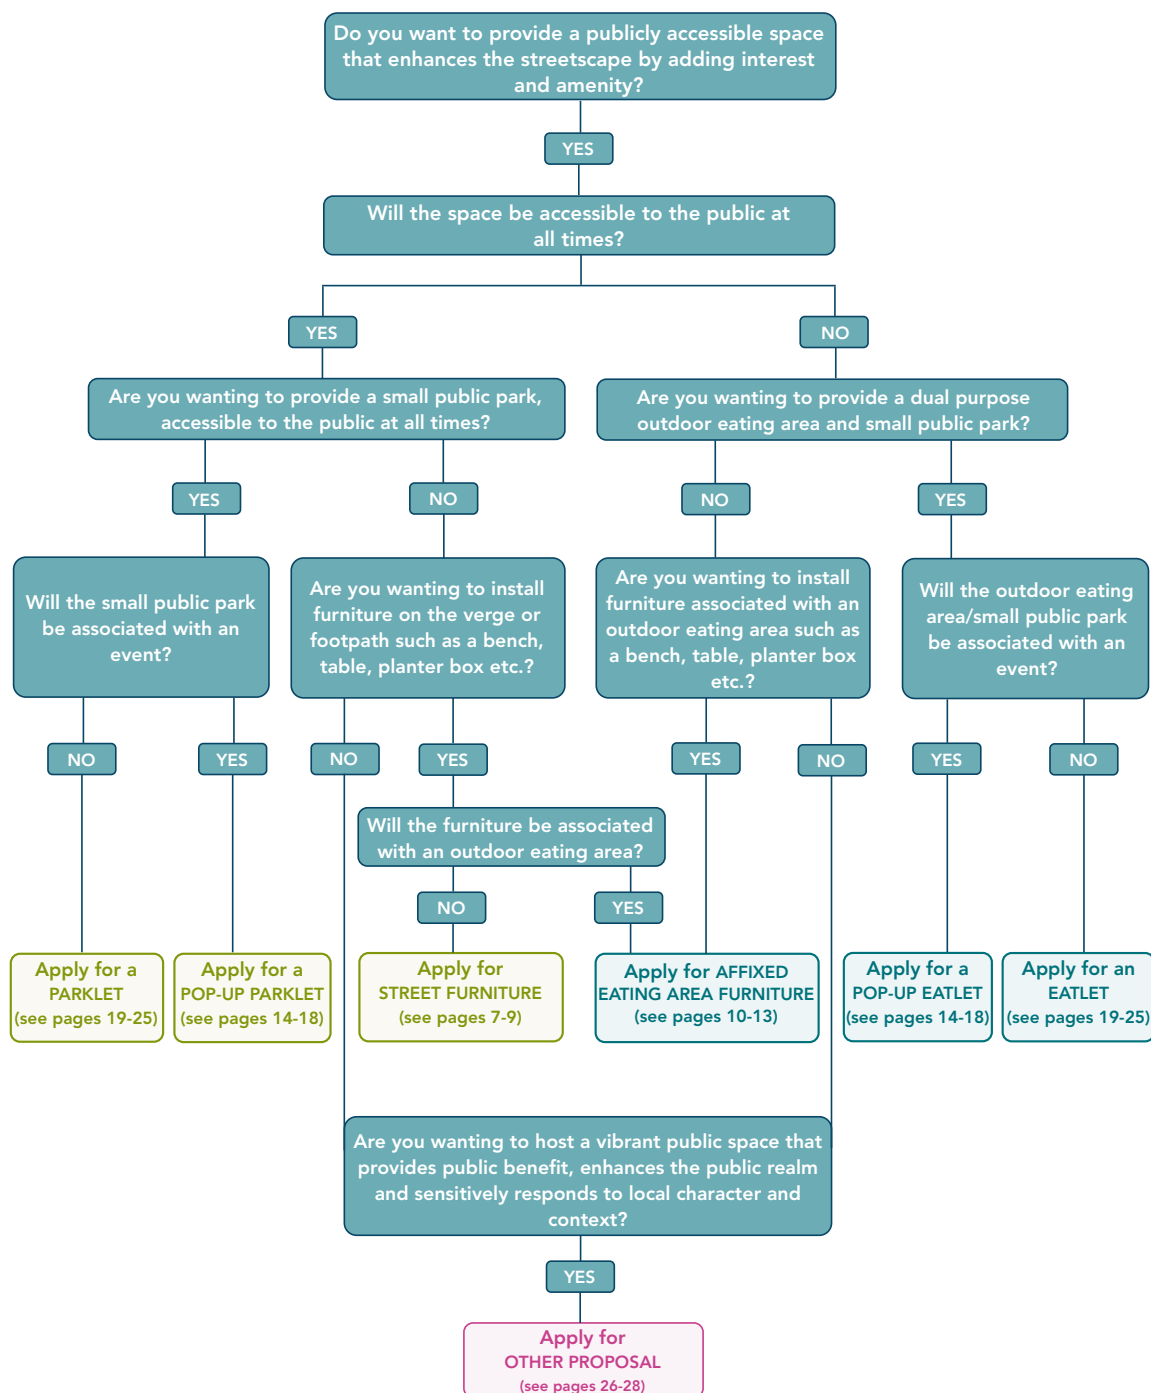 Do you want to provide a publicly accessible space
that enhances the streetscape by adding interest
and amenity?
YES
Will the space be accessible to the public at
all times?
YES
NO
Are you wanting to provide a small public park,
accessible to the public at all times?
Are you wanting to provide a dual purpose
outdoor eating area and small public park?
YES
NO
NO
YES
Will the small public park
be associated with an
event?
Are you wanting to install
furniture on the verge or
footpath such as a bench,
table, planter box etc.?
Are you wanting to install
furniture associated with an
outdoor eating area such as
a bench, table, planter box
etc.?
Will the outdoor eating
area/small public park
be associated with an
event?
NO
YES
NO
YES
YES
NO
YES
NO
Will the furniture be associated
with an outdoor eating area?
NO
YES
Apply for a
PARKLET
(see pages 19-25)
Apply for a
POP-UP PARKLET
(see pages 14-18)
Apply for
STREET FURNITURE
(see pages 7-9)
Apply for AFFIXED
EATING AREA FURNITURE
(see pages 10-13)
Apply for a
POP-UP EATLET
(see pages 14-18)
Apply for an
EATLET
(see pages 19-25)
Are you wanting to host a vibrant public space that
provides public benefit, enhances the public realm
and sensitively responds to local character and
context?
YES
Apply for
OTHER PROPOSAL
(see pages 26-28)